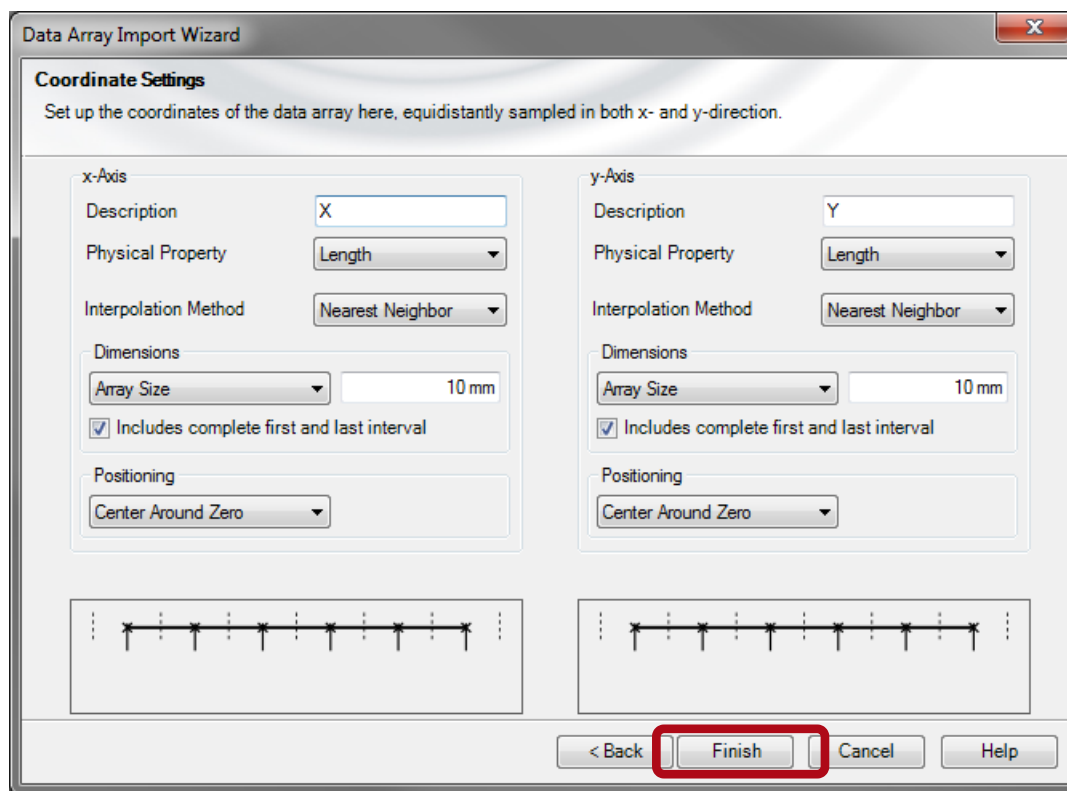 Data Array Import Wizard
Coordinate Settings
Set up the coordinates of the data array here, equidistantly sampled in both x- and y-direction.
x-Axis
Description X
Physical Property Length
Interpolation Method Nearest Neighbor
Dimensions
Array Size 10 mm
Includes complete first and last interval
Positioning
Center Around Zero
y-Axis
Description Y
Physical Property Length
Interpolation Method Nearest Neighbor
Dimensions
Array Size 10 mm
Includes complete first and last interval
Positioning
Center Around Zero
< Back Finish Cancel Help